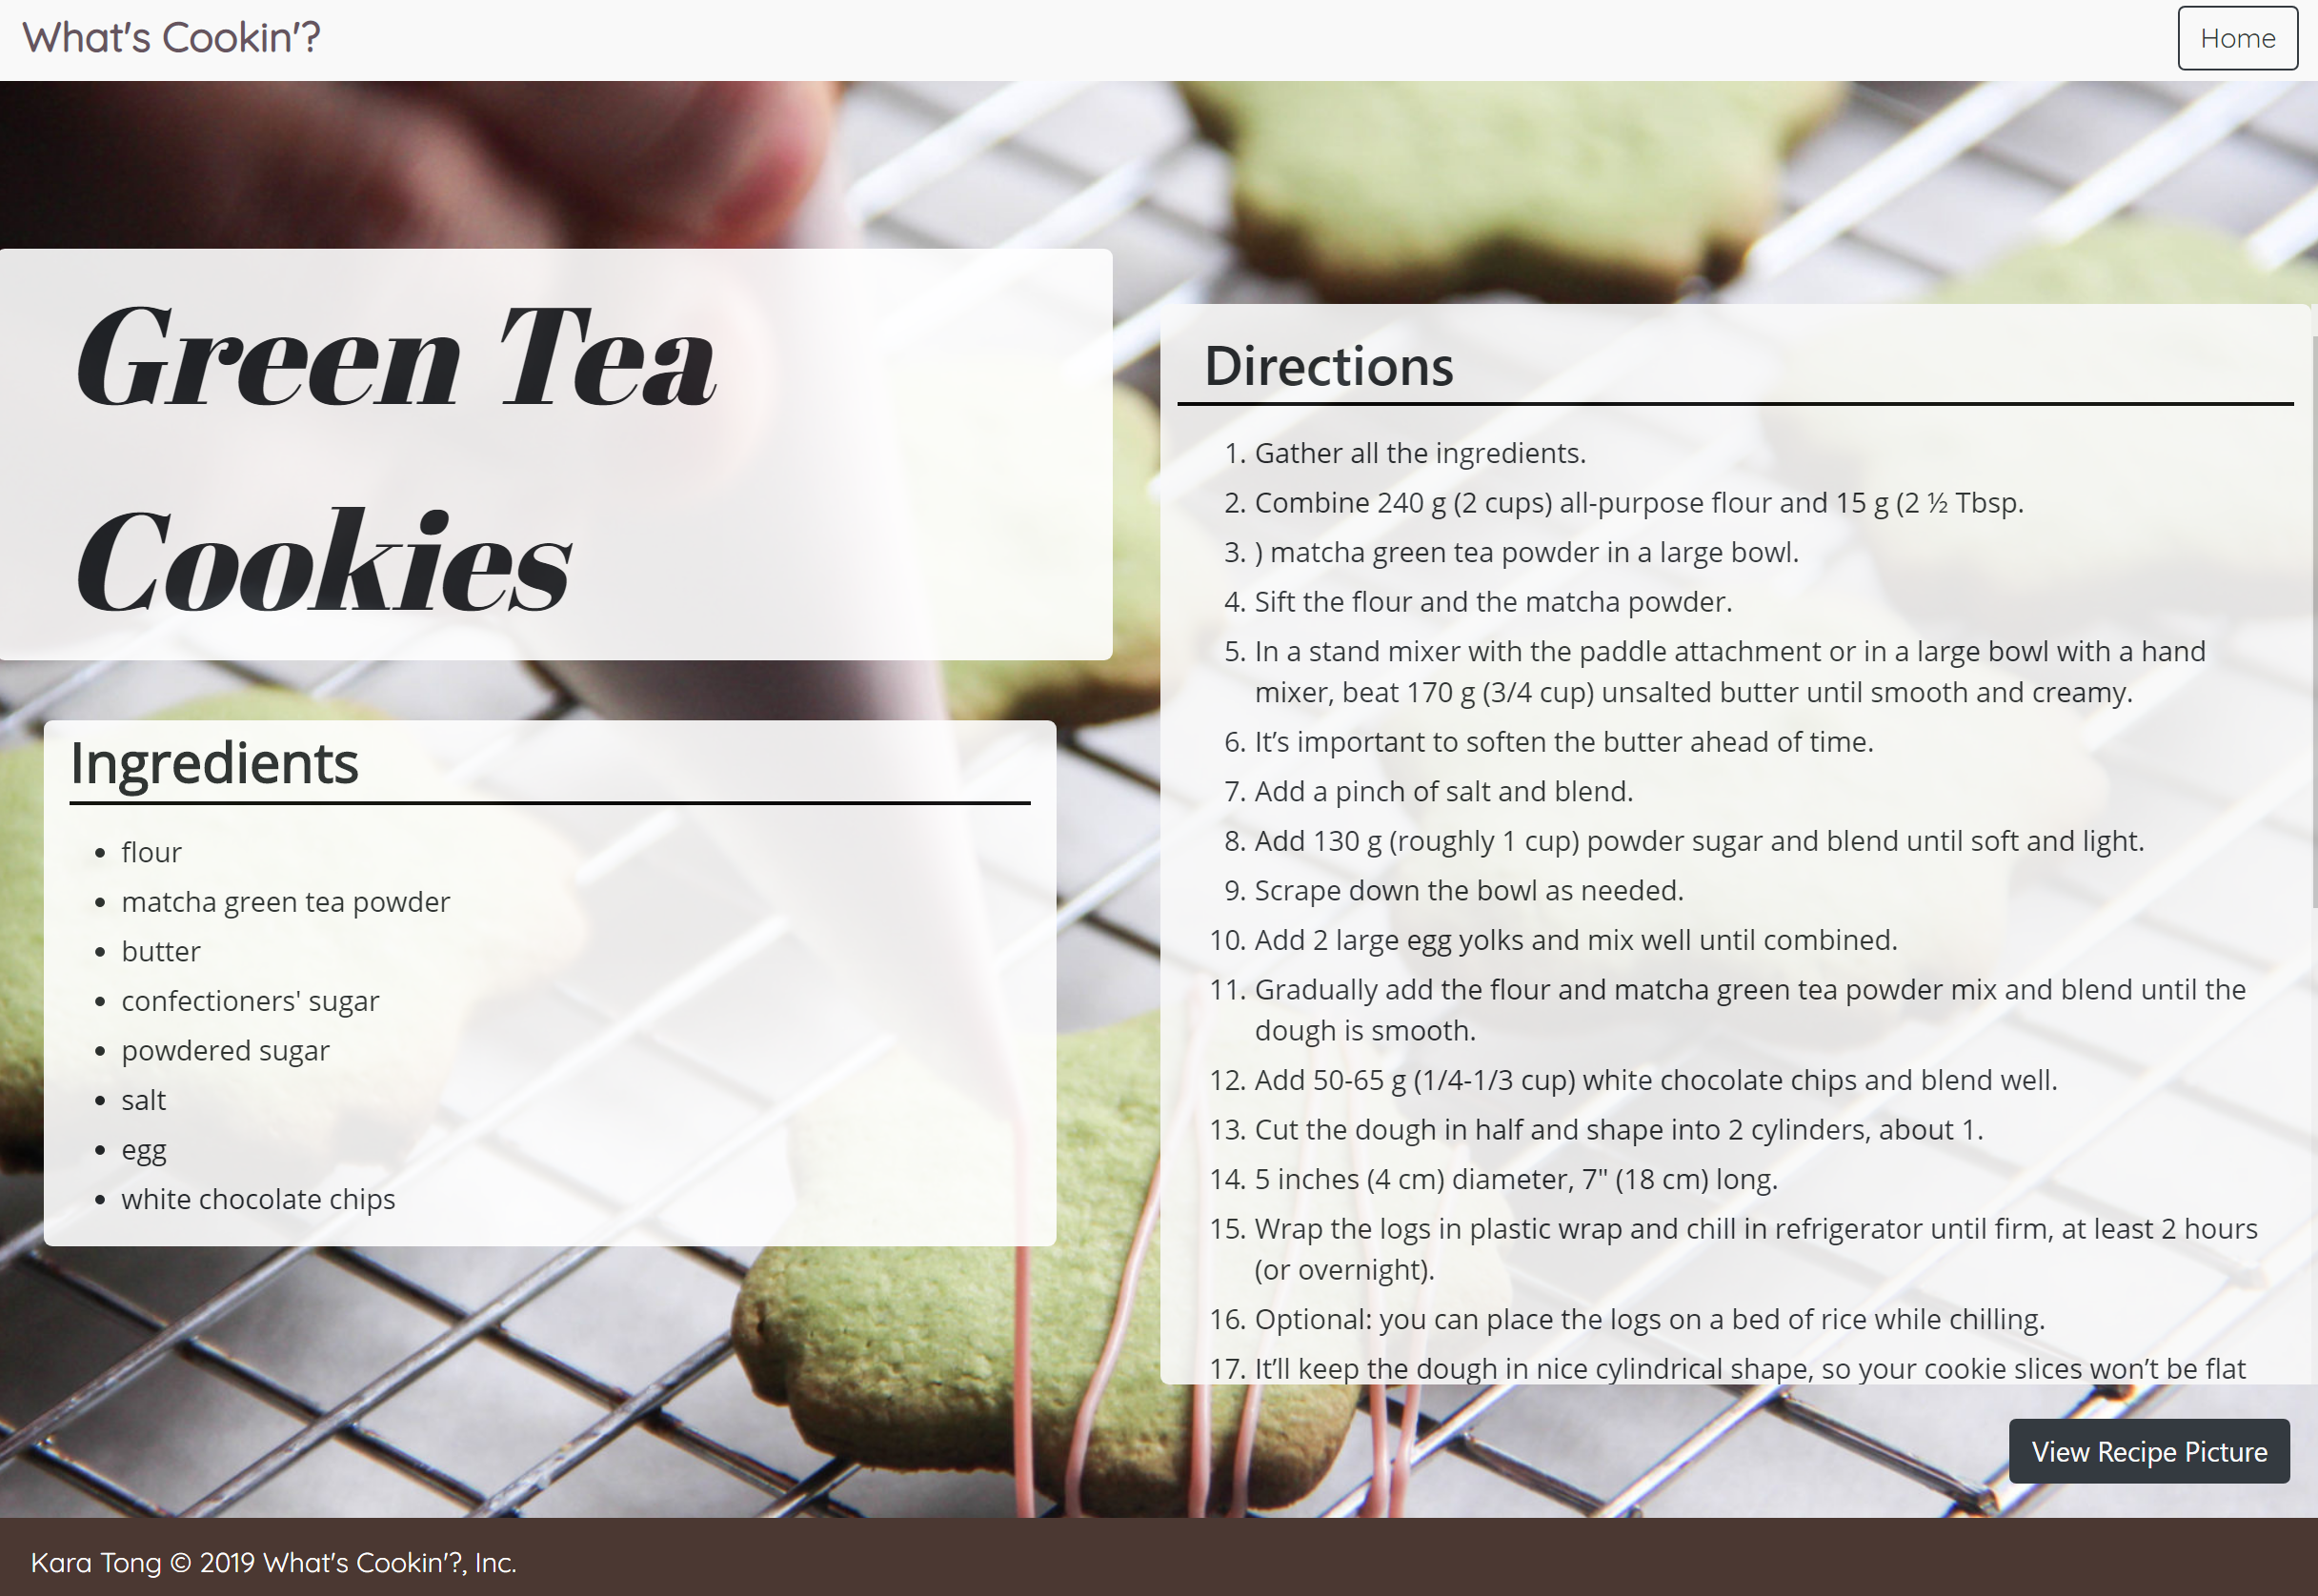 What's Cookin'?
Home
Green Tea
Cookies
Ingredients
• flour
• matcha green tea powder
• butter
• confectioners' sugar
• powdered sugar
• salt
• egg
• white chocolate chips
Directions
1. Gather all the ingredients.
2. Combine 240 g (2 cups) all-purpose flour and 15 g (2 ½ Tbsp.
3. ) matcha green tea powder in a large bowl.
4. Sift the flour and the matcha powder.
5. In a stand mixer with the paddle attachment or in a large bowl with a hand
mixer, beat 170 g (3/4 cup) unsalted butter until smooth and creamy.
6. It’s important to soften the butter ahead of time.
7. Add a pinch of salt and blend.
8. Add 130 g (roughly 1 cup) powder sugar and blend until soft and light.
9. Scrape down the bowl as needed.
10. Add 2 large egg yolks and mix well until combined.
11. Gradually add the flour and matcha green tea powder mix and blend until the
dough is smooth.
12. Add 50-65 g (1/4-1/3 cup) white chocolate chips and blend well.
13. Cut the dough in half and shape into 2 cylinders, about 1.
14. 5 inches (4 cm) diameter, 7" (18 cm) long.
15. Wrap the logs in plastic wrap and chill in refrigerator until firm, at least 2 hours
(or overnight).
16. Optional: you can place the logs on a bed of rice while chilling.
17. It’ll keep the dough in nice cylindrical shape, so your cookie slices won’t be flat
View Recipe Picture
Kara Tong © 2019 What's Cookin'?, Inc.